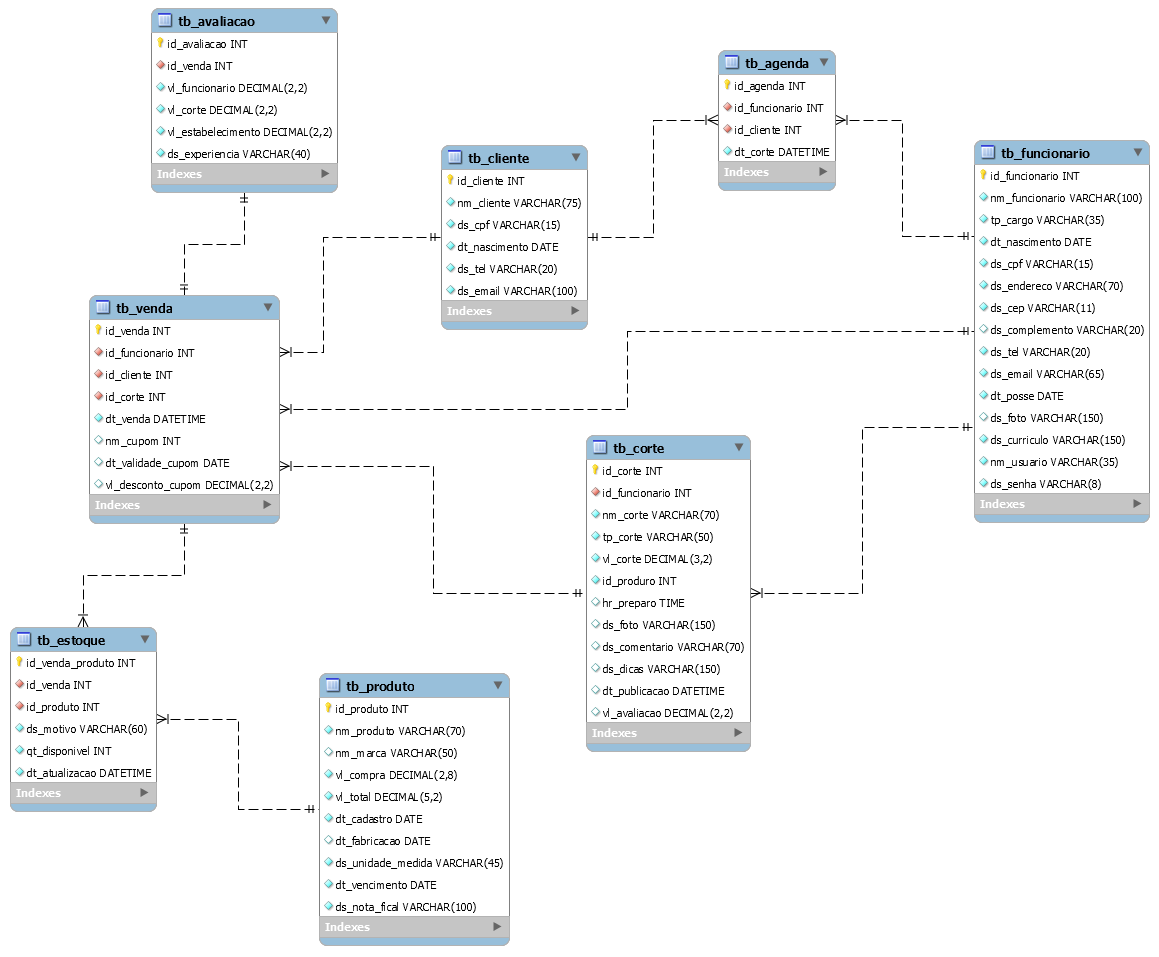 tb_avaliacao
id_avaliacao INT
id_venda INT
vl_funcionario DECIMAL(2,2)
vl_corte DECIMAL(2,2)
vl_estabelecimento DECIMAL(2,2)
ds_experiencia VARCHAR(40)
Indexes
tb_agenda
id_agenda INT
id_funcionario INT
id_cliente INT
dt_corte DATETIME
Indexes
tb_cliente
id_cliente INT
nm_cliente VARCHAR(75)
ds_cpf VARCHAR(15)
dt_nascimento DATE
ds_tel VARCHAR(20)
ds_email VARCHAR(100)
Indexes
tb_funcionario
id_funcionario INT
nm_funcionario VARCHAR(100)
tp_cargo VARCHAR(35)
dt_nascimento DATE
ds_cpf VARCHAR(15)
ds_endereco VARCHAR(70)
ds_cep VARCHAR(11)
ds_complemento VARCHAR(20)
ds_tel VARCHAR(20)
ds_email VARCHAR(65)
dt_posse DATE
ds_foto VARCHAR(150)
ds_curriculo VARCHAR(150)
nm_usuario VARCHAR(35)
ds_senha VARCHAR(8)
Indexes
tb_venda
id_venda INT
id_funcionario INT
id_cliente INT
id_corte INT
dt_venda DATETIME
nm_cupom INT
dt_validade_cupom DATE
vl_desconto_cupom DECIMAL(2,2)
Indexes
tb_corte
id_corte INT
id_funcionario INT
nm_corte VARCHAR(70)
tp_corte VARCHAR(50)
vl_corte DECIMAL(3,2)
id_produro INT
hr_preparo TIME
ds_foto VARCHAR(150)
ds_comentario VARCHAR(70)
ds_dicas VARCHAR(150)
dt_publicacao DATETIME
vl_avaliacao DECIMAL(2,2)
Indexes
tb_estoque
id_venda_produto INT
id_venda INT
id_produto INT
ds_motivo VARCHAR(60)
qt_disponivel INT
dt_atualizacao DATETIME
Indexes
tb_produto
id_produto INT
nm_produto VARCHAR(70)
nm_marca VARCHAR(50)
vl_compra DECIMAL(2,8)
vl_total DECIMAL(5,2)
dt_cadastro DATE
dt_fabricacao DATE
ds_unidade_medida VARCHAR(45)
dt_vencimento DATE
ds_nota_fical VARCHAR(100)
Indexes